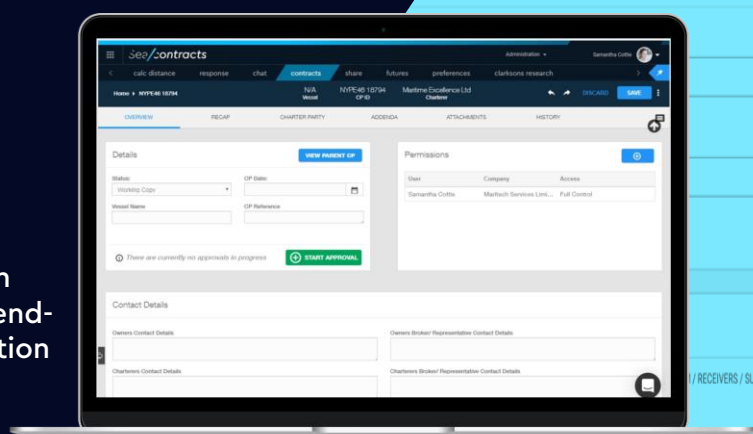 Sea/contracts
Administration
Samantha Cottle
calc distance response chat contracts share futures preferences clarksons research
Home NYPE46 18794
N/A NYPE46 18794 Maritime Excellence Ltd
Vessel CP ID Charterer
DISCARD SAVE
OVERVIEW RECAP CHARTER PARTY ADDENDA ATTACHMENTS HISTORY
Details VIEW PARENT CP
Status: CP Date:
Working Copy
Vessel Name CP Reference
There are currently no approvals in progress START APPROVAL
Permissions
User Company Access
Samantha Cottle Martech Services Limi... Full Control
Contact Details
Owners Contact Details Owners Broker/ Representative Contact Details
Charterers Contact Details Charterers Broker/ Representative Contact Details
n
end-
tion
/ RECEIVERS / SU